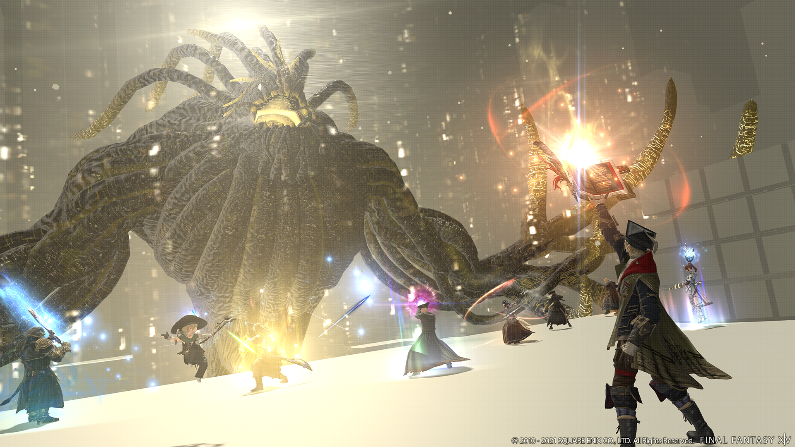 © 2010 - 2021 SQUARE ENIX CO., LTD. All Rights Reserved. FINAL FANTASY XIV